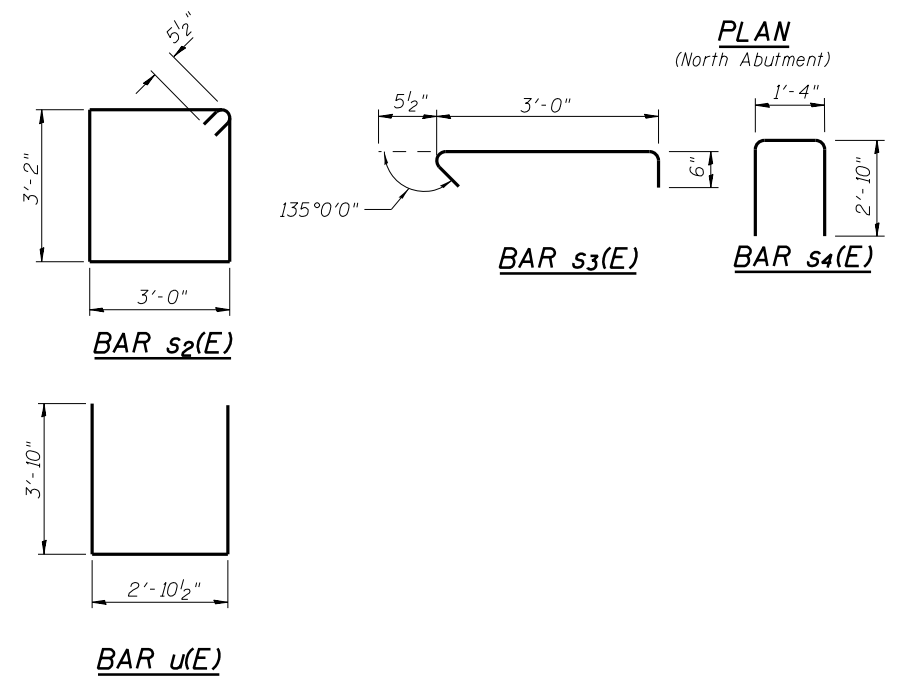 PLAN
(North Abutment)
5½"
3'-2"
3'-0"
BAR s2(E)
5½"
3'-0"
6"
135°0'0"
BAR s3(E)
1'-4"
2'-10"
BAR s4(E)
3'-10"
2'-10½"
BAR u(E)